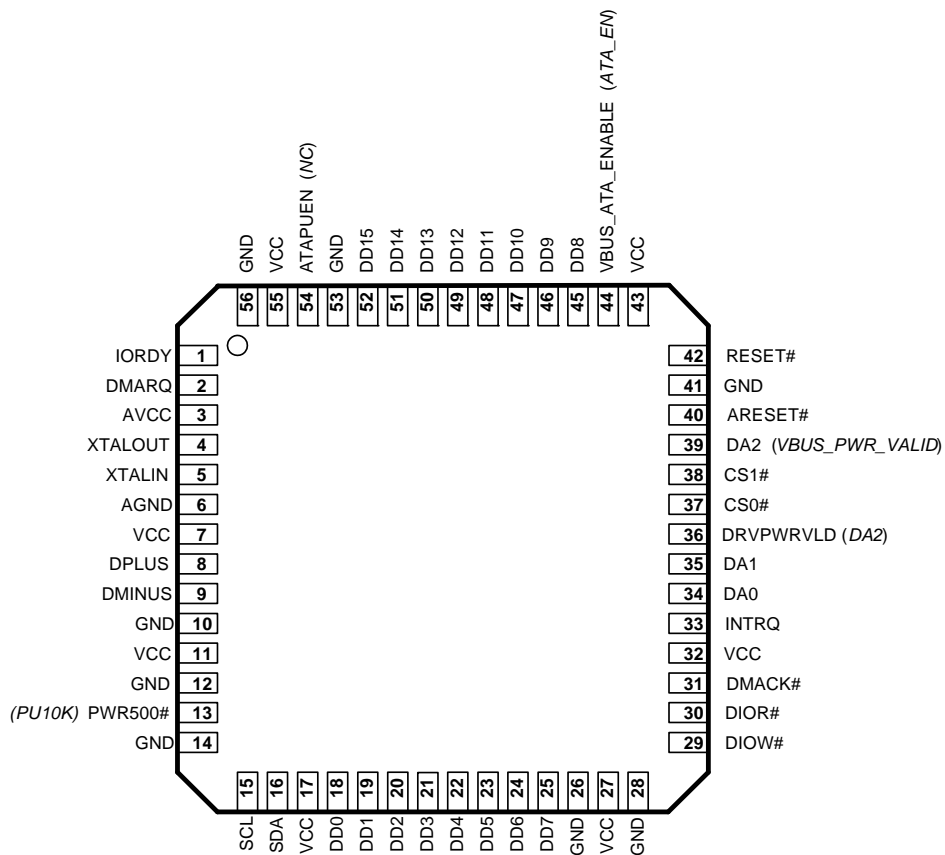 GND
VCC
ATAPUEN (NC)
GND
DD15
DD14
DD13
DD12
DD11
DD10
DD9
DD8
VBUS_ATA_ENABLE (ATA_EN)
VCC
56
55
54
53
52
51
50
49
48
47
46
45
44
43
IORDY 1
DMARQ 2
AVCC 3
XTALOUT 4
XTALIN 5
AGND 6
VCC 7
DPLUS 8
DMINUS 9
GND 10
VCC 11
GND 12
(PU10K) PWR500# 13
GND 14
42 RESET#
41 GND
40 ARESET#
39 DA2 (VBUS_PWR_VALID)
38 CS1#
37 CS0#
36 DRVPWRVLD (DA2)
35 DA1
34 DA0
33 INTRQ
32 VCC
31 DMACK#
30 DIOR#
29 DIOW#
15
16
17
18
19
20
21
22
23
24
25
26
27
28
SCL
SDA
VCC
DD0
DD1
DD2
DD3
DD4
DD5
DD6
DD7
GND
VCC
GND